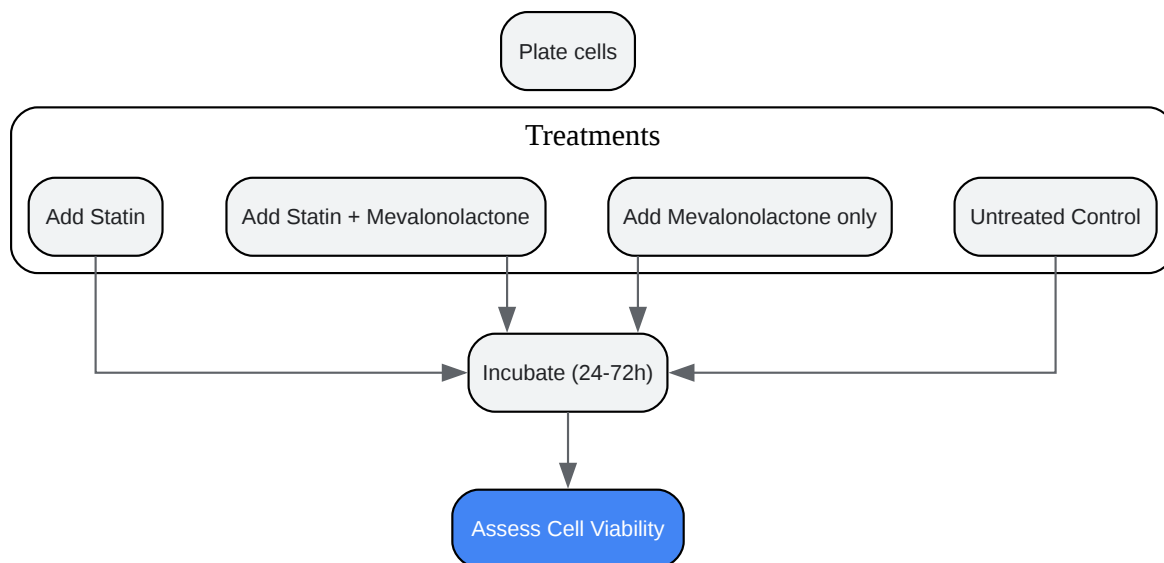 Plate cells
Treatments
Add Statin
Add Statin + Mevalonolactone
Add Mevalonolactone only
Untreated Control
Incubate (24-72h)
Assess Cell Viability